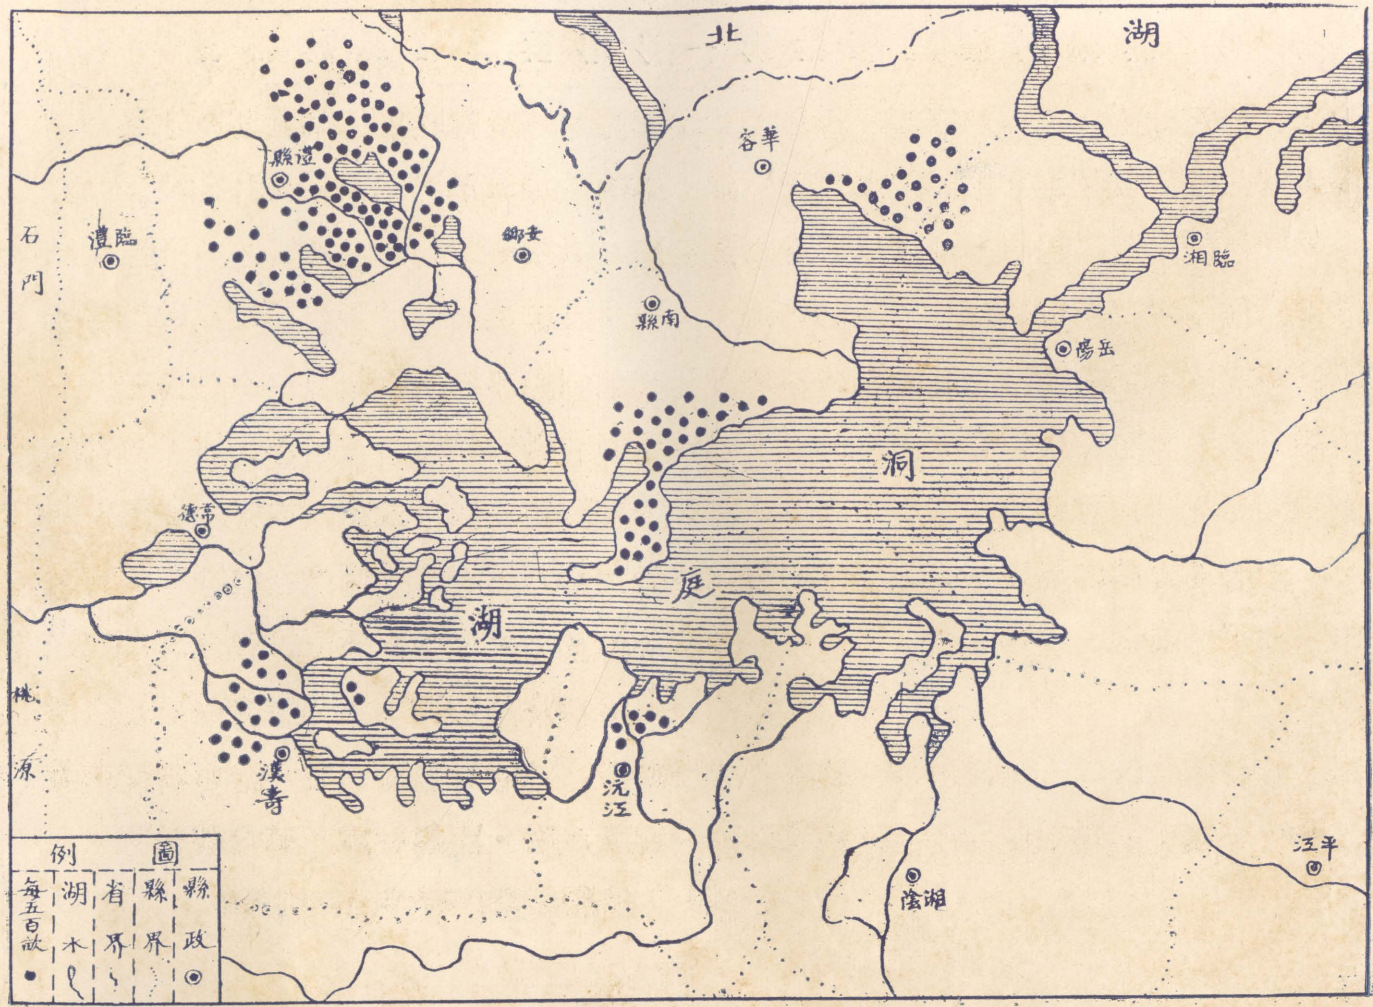 湖北
華容
澧縣
石門
臨澧
安鄉
臨湘
南縣
岳陽
洞庭湖
常德
桃源
漢壽
沅江
平江
湘陰
圖例
縣政
縣界
省界
湖水
每五百畝